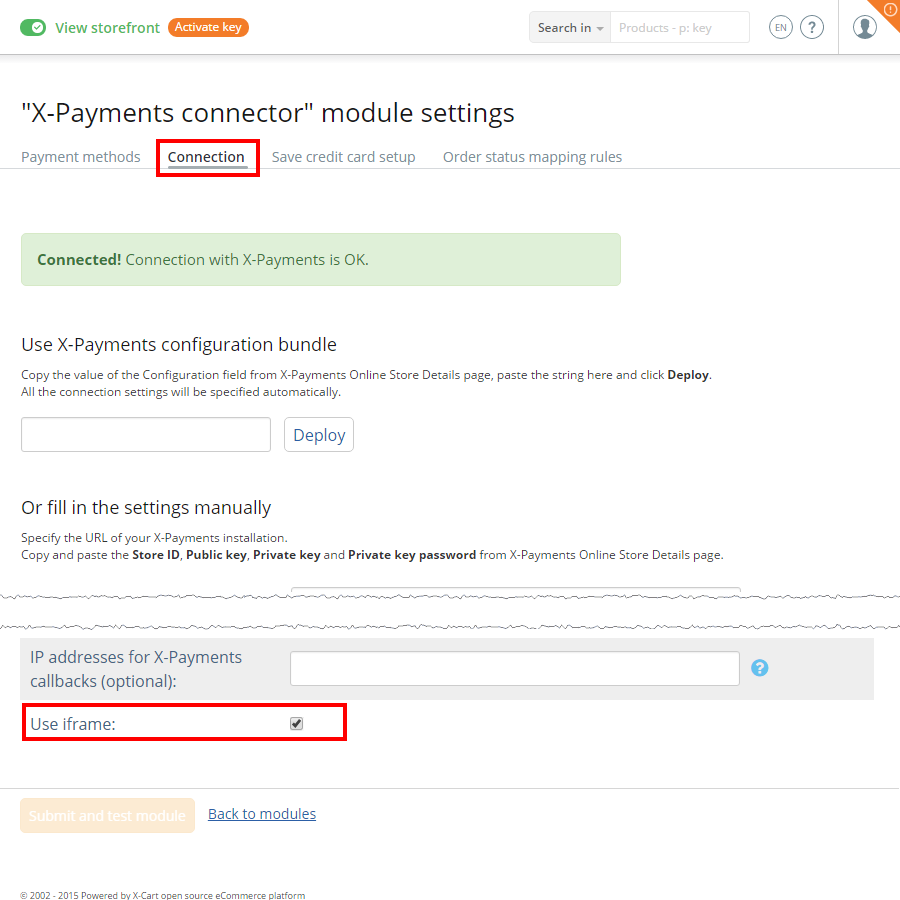 View storefront Activate key Search in Products - p: key EN ?
"X-Payments connector" module settings
Payment methods Connection Save credit card setup Order status mapping rules
Connected! Connection with X-Payments is OK.
Use X-Payments configuration bundle
Copy the value of the Configuration field from X-Payments Online Store Details page, paste the string here and click Deploy.
All the connection settings will be specified automatically.
Deploy
Or fill in the settings manually
Specify the URL of your X-Payments installation.
Copy and paste the Store ID, Public key, Private key and Private key password from X-Payments Online Store Details page.
IP addresses for X-Payments
callbacks (optional): ?
Use iframe:
Submit and test module Back to modules
© 2002 - 2015 Powered by X-Cart open source eCommerce platform